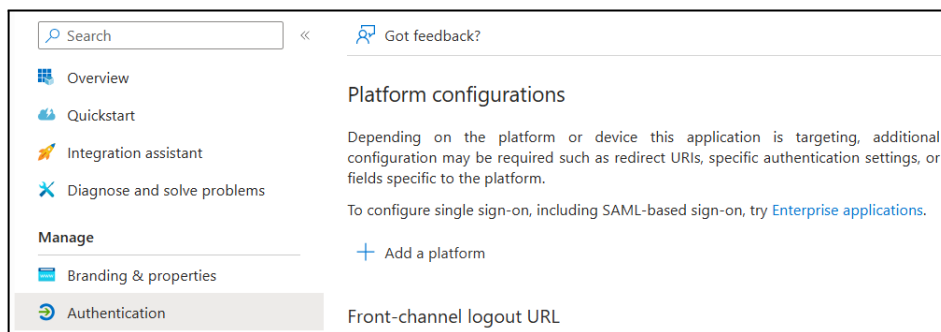 Search
Overview
Quickstart
Integration assistant
Diagnose and solve problems
Manage
Branding & properties
Authentication
Got feedback?
Platform configurations
Depending on the platform or device this application is targeting, additional
configuration may be required such as redirect URIs, specific authentication settings, or
fields specific to the platform.
To configure single sign-on, including SAML-based sign-on, try Enterprise applications.
Add a platform
Front-channel logout URL